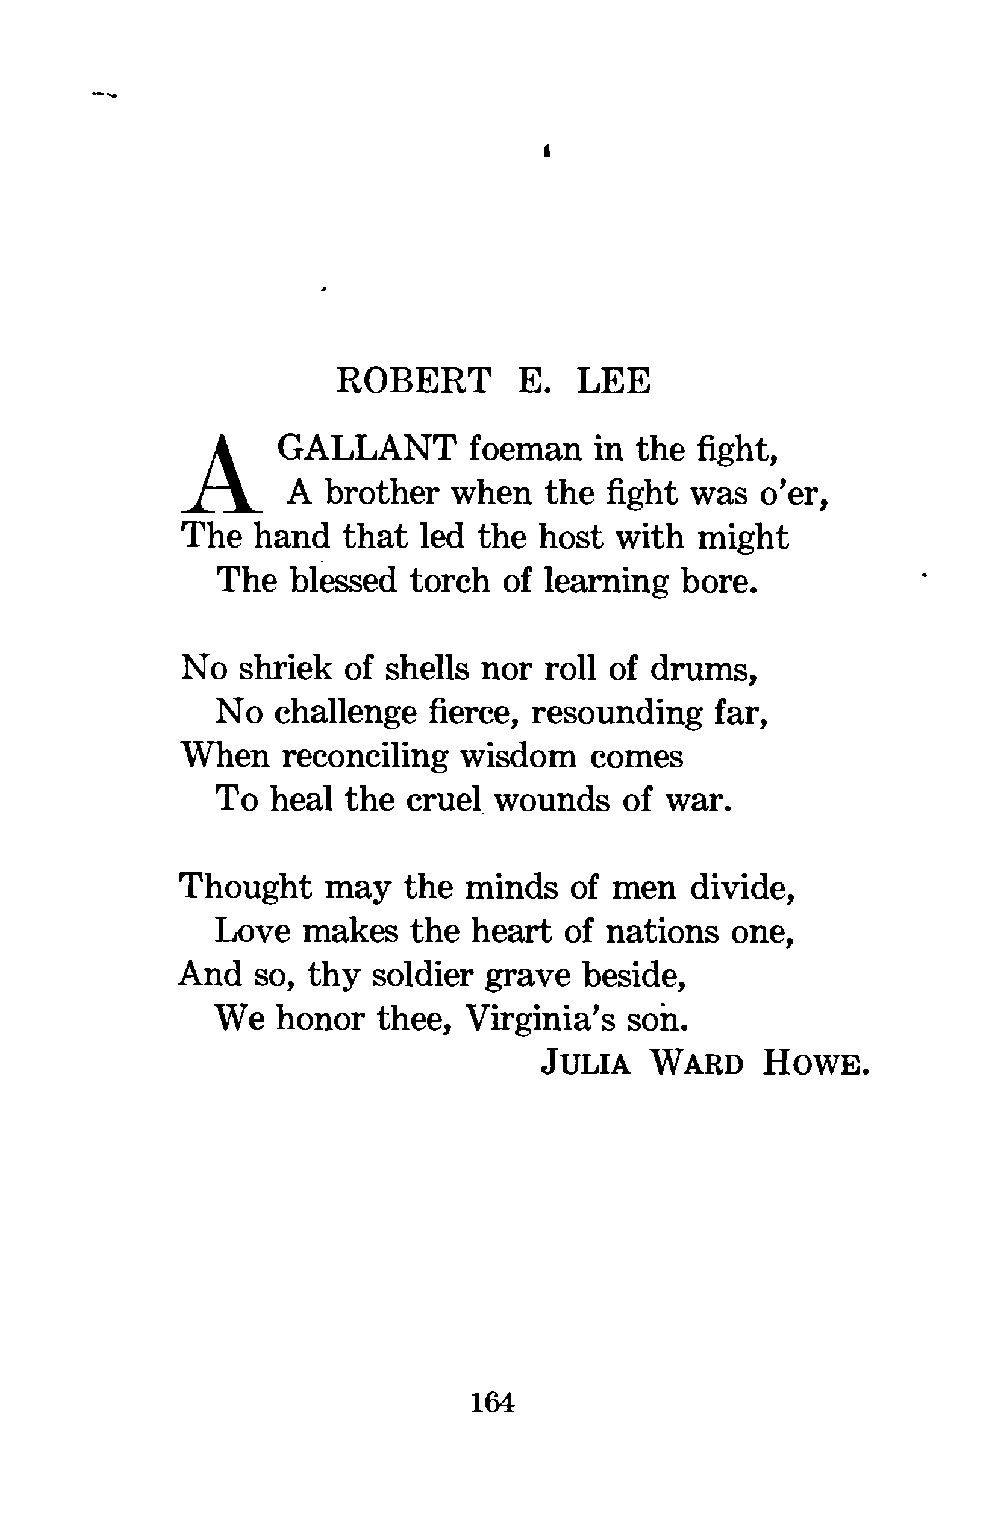 ROBERT E. LEE
A GALLANT foeman in the fight,
A brother when the fight was o'er,
The hand that led the host with might
The blessed torch of learning bore.
No shriek of shells nor roll of drums,
No challenge fierce, resounding far,
When reconciling wisdom comes
To heal the cruel wounds of war.
Thought may the minds of men divide,
Love makes the heart of nations one,
And so, thy soldier grave beside,
We honor thee, Virginia's son.
JULIA WARD HOWE.
164